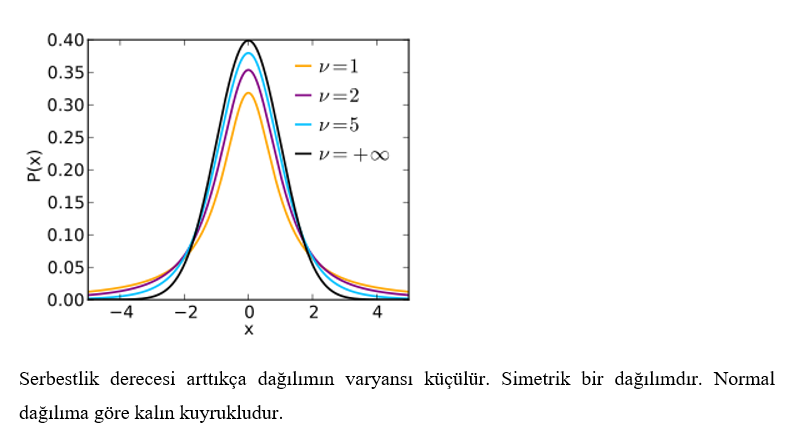 0.40
0.35
0.30
0.25
0.20
0.15
0.10
0.05
0.00
P(x)
ν=1
ν=2
ν=5
ν=+∞
−4 −2 0 2 4
x
Serbestlik derecesi arttıkça dağılımın varyansı küçülür. Simetrik bir dağılımdır. Normal
dağılıma göre kalın kuyrukludur.